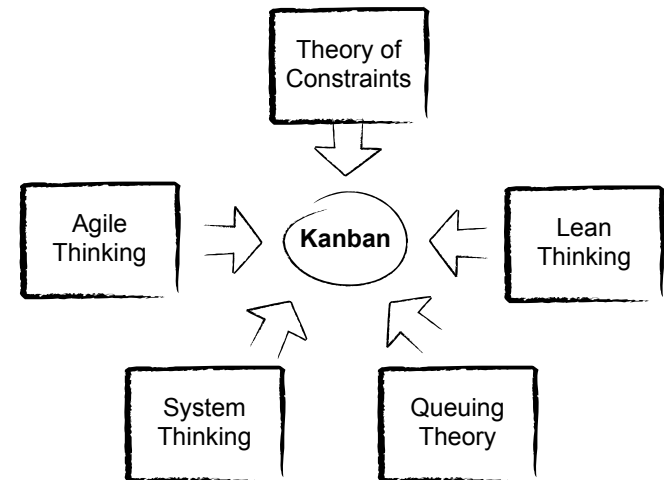 Theory of
Constraints
Agile
Thinking
Kanban
Lean
Thinking
System
Thinking
Queuing
Theory